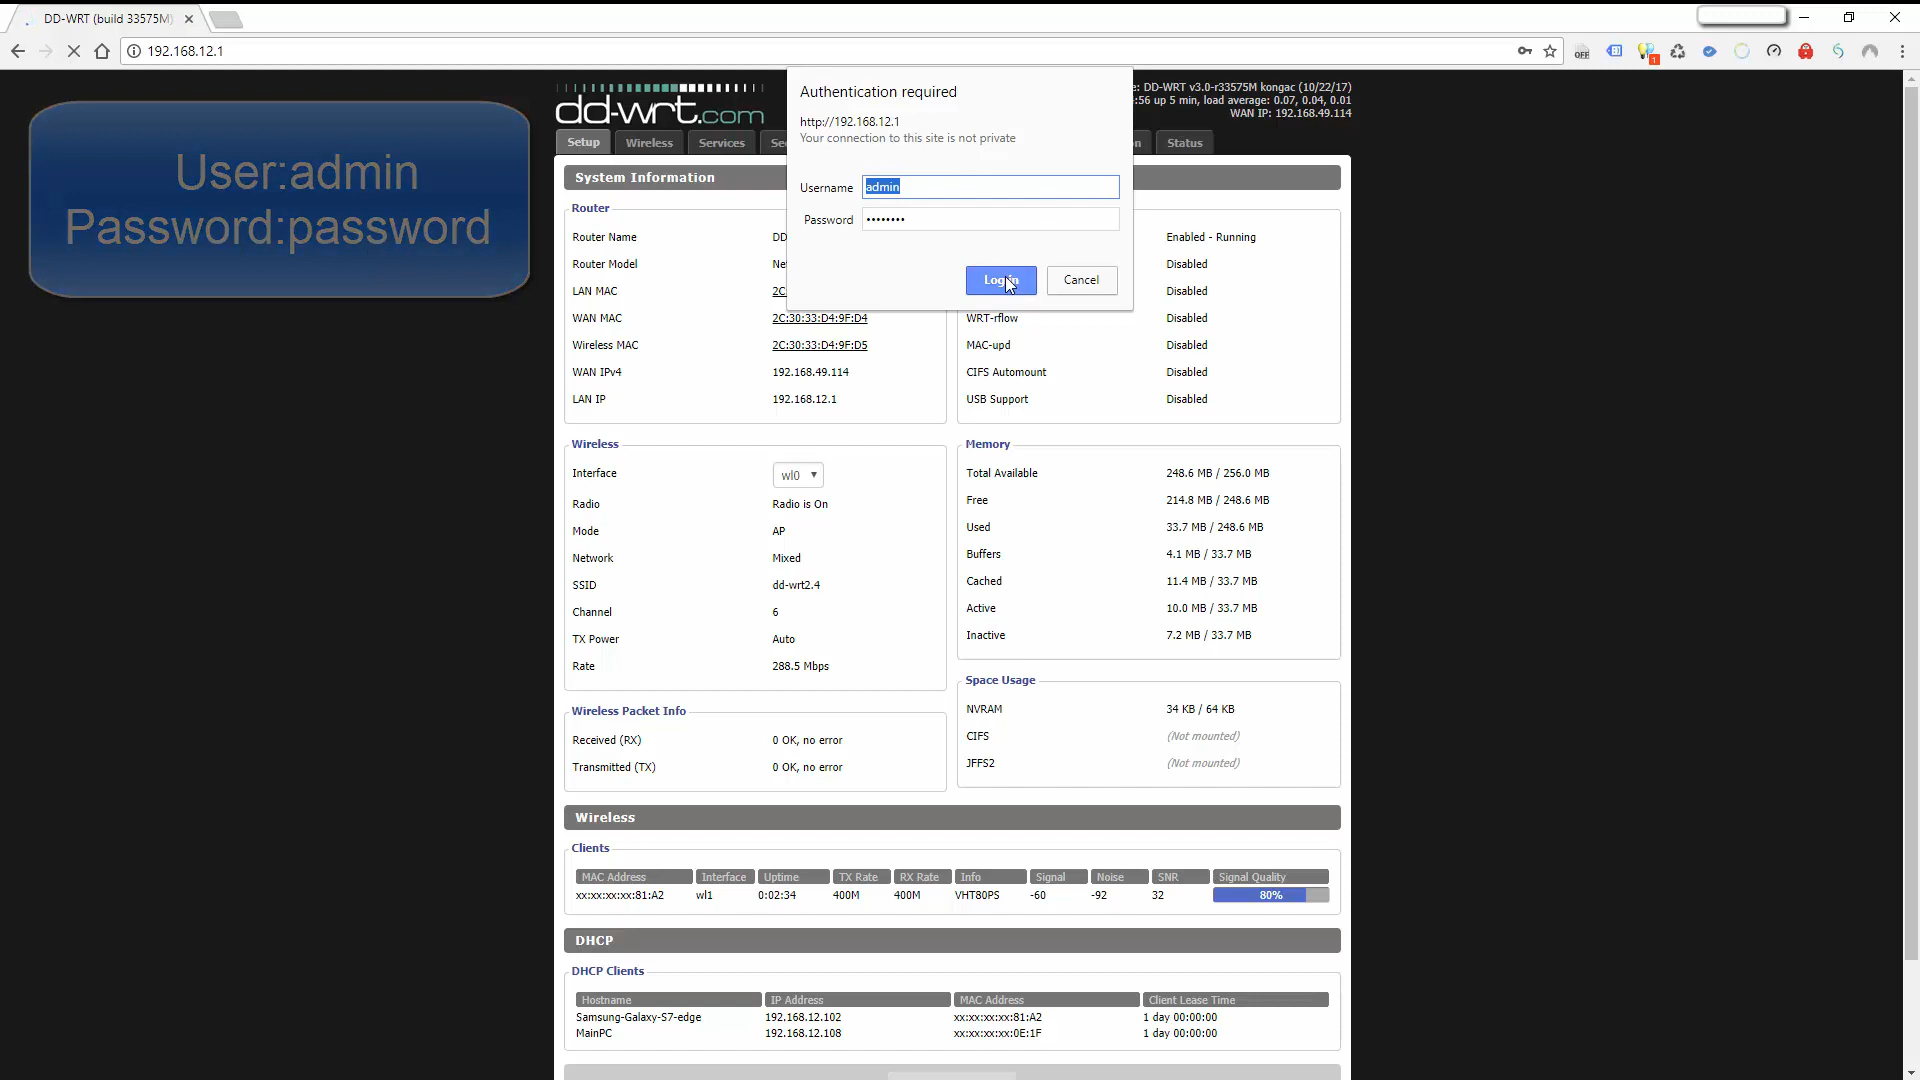 DD-WRT (build 33575M)
192.168.12.1
OFF
1
User:admin
Password:password
dd-wrt.com
e: DD-WRT v3.0-r33575M kongac (10/22/17)
:56 up 5 min, load average: 0.07, 0.04, 0.01
WAN IP: 192.168.49.114
Authentication required
http://192.168.12.1
Your connection to this site is not private
Username admin
Password ••••••••
Cancel
Setup Wireless Services Se n Status
System Information
Router
Router Name DD
Router Model Ne
LAN MAC 2C
WAN MAC 2C:30:33:D4:9F:D4
Wireless MAC 2C:30:33:D4:9F:D5
WAN IPv4 192.168.49.114
LAN IP 192.168.12.1
Enabled - Running
Disabled
Disabled
WRT-rflow Disabled
MAC-upd Disabled
CIFS Automount Disabled
USB Support Disabled
Wireless
Interface wl0
Radio Radio is On
Mode AP
Network Mixed
SSID dd-wrt2.4
Channel 6
TX Power Auto
Rate 288.5 Mbps
Memory
Total Available 248.6 MB / 256.0 MB
Free 214.8 MB / 248.6 MB
Used 33.7 MB / 248.6 MB
Buffers 4.1 MB / 33.7 MB
Cached 11.4 MB / 33.7 MB
Active 10.0 MB / 33.7 MB
Inactive 7.2 MB / 33.7 MB
Wireless Packet Info
Received (RX) 0 OK, no error
Transmitted (TX) 0 OK, no error
Space Usage
NVRAM 34 KB / 64 KB
CIFS (Not mounted)
JFFS2 (Not mounted)
Wireless
Clients
MAC Address Interface Uptime TX Rate RX Rate Info Signal Noise SNR Signal Quality
xx:xx:xx:xx:81:A2 wl1 0:02:34 400M 400M VHT80PS -60 -92 32 80%
DHCP
DHCP Clients
Hostname IP Address MAC Address Client Lease Time
Samsung-Galaxy-S7-edge 192.168.12.102 xx:xx:xx:xx:81:A2 1 day 00:00:00
MainPC 192.168.12.108 xx:xx:xx:xx:0E:1F 1 day 00:00:00